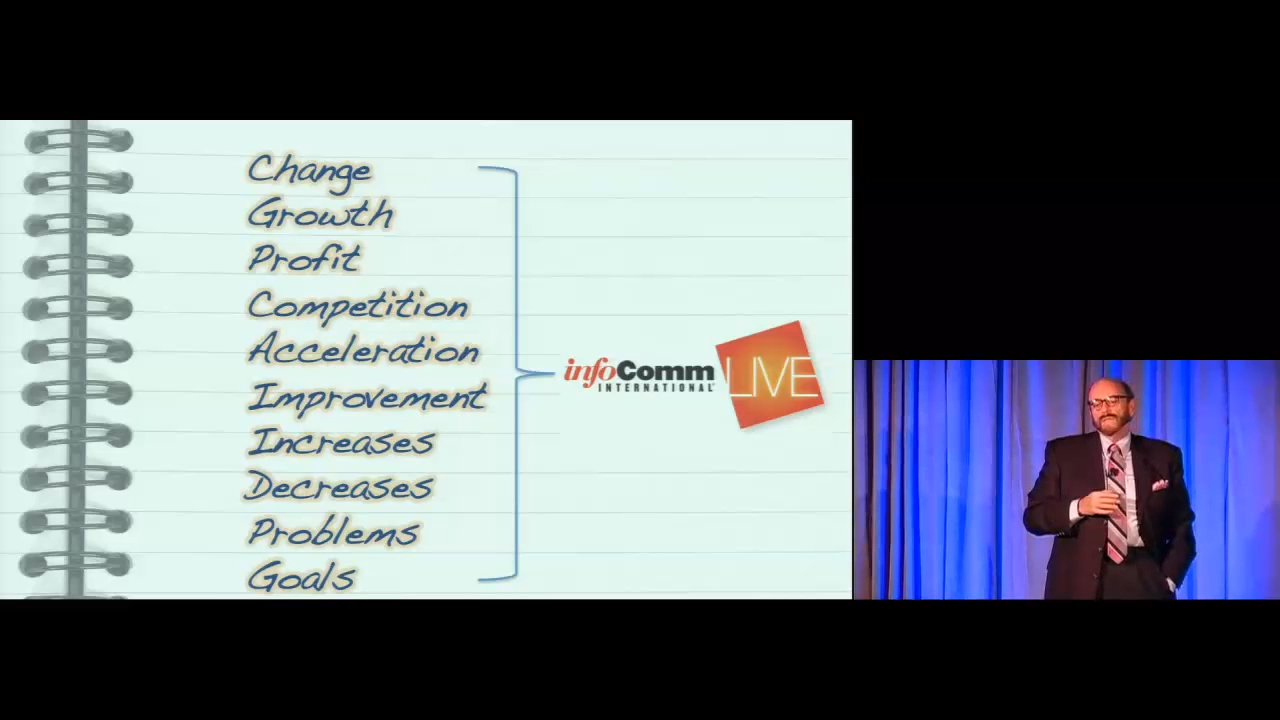 Change
Growth
Profit
Competition
Acceleration
Improvement
Increases
Decreases
Problems
Goals
infoComm LIVE
INTERNATIONAL